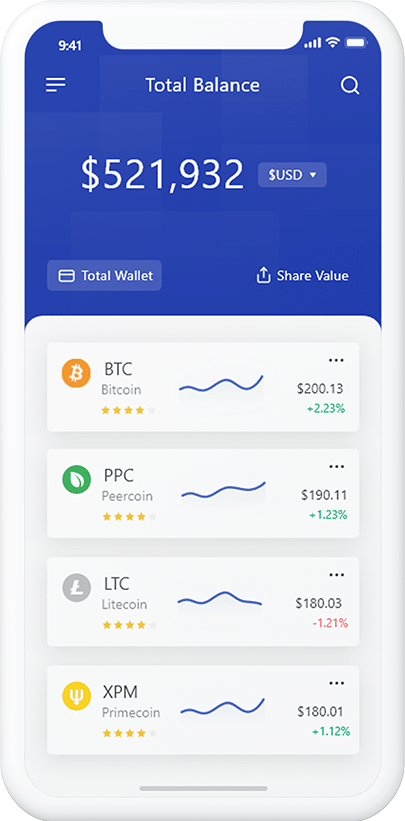 9:41
Total Balance
$521,932 $USD
Total Wallet Share Value
BTC
Bitcoin
$200.13
+2.23%
PPC
Peercoin
$190.11
+1.23%
LTC
Litecoin
$180.03
-1.21%
XPM
Primecoin
$180.01
+1.12%